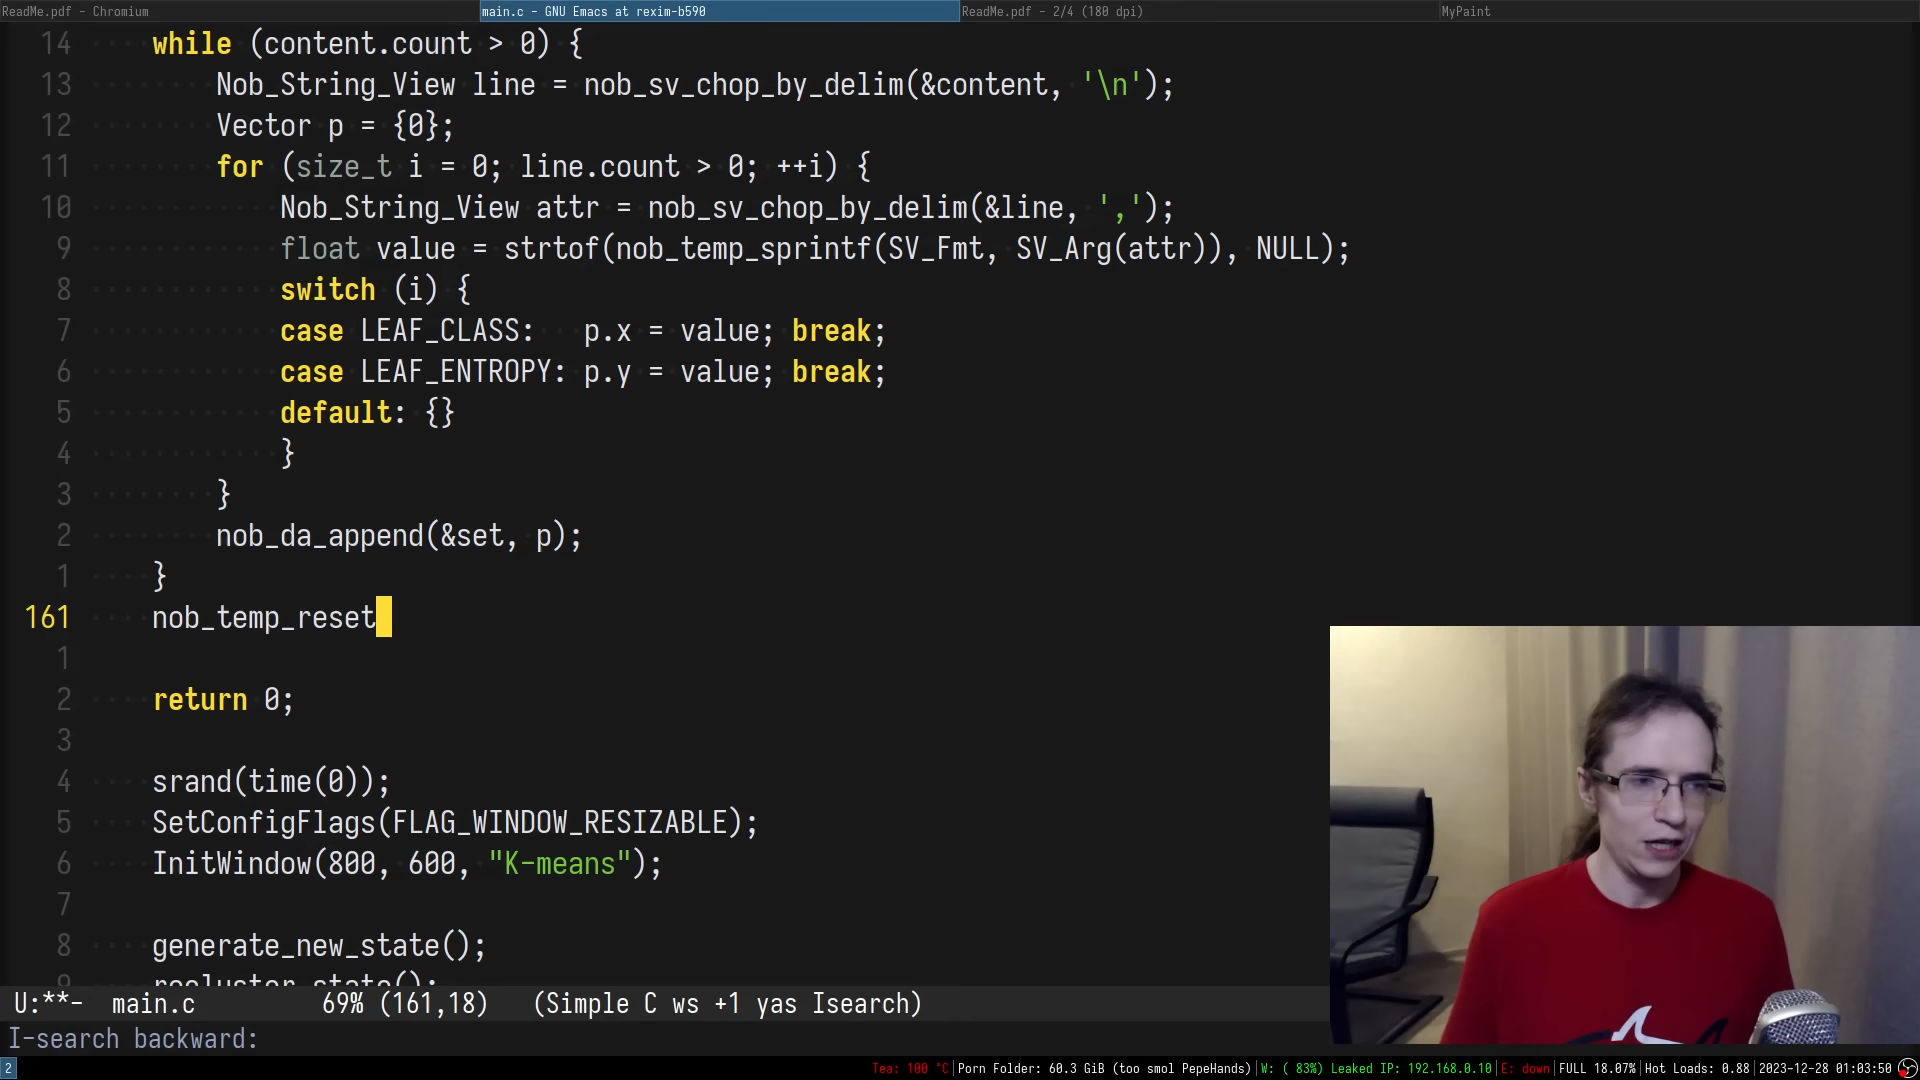 ReadMe.pdf - Chromium
main.c - GNU Emacs at rexim-b590
ReadMe.pdf - 2/4 (180 dpi)
MyPaint
14 while (content.count > 0) {
13 Nob_String_View line = nob_sv_chop_by_delim(&content, '\n');
12 Vector p = {0};
11 for (size_t i = 0; line.count > 0; ++i) {
10 Nob_String_View attr = nob_sv_chop_by_delim(&line, ',');
9 float value = strtof(nob_temp_sprintf(SV_Fmt, SV_Arg(attr)), NULL);
8 switch (i) {
7 case LEAF_CLASS: p.x = value; break;
6 case LEAF_ENTROPY: p.y = value; break;
5 default: {}
4 }
3 }
2 nob_da_append(&set, p);
1 }
161 nob_temp_reset
1
2 return 0;
3
4 srand(time(0));
5 SetConfigFlags(FLAG_WINDOW_RESIZABLE);
6 InitWindow(800, 600, "K-means");
7
8 generate_new_state();
9 recluster_state();
U:**- main.c 69% (161,18) (Simple C ws +1 yas Isearch)
I-search backward:
2 Tea: 100 °C|Porn Folder: 60.3 GiB (too smol PepeHands)|W: ( 83%) Leaked IP: 192.168.0.10|E: down|FULL 18.07%|Hot Loads: 0.88|2023-12-28 01:03:50